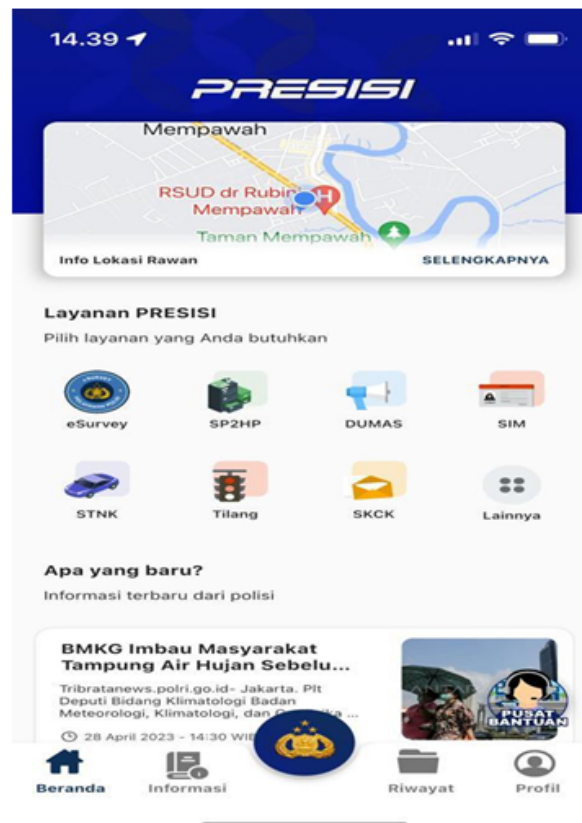 14.39
PRESISI
Mempawah
RSUD dr Rubin
Mempawah
Taman Mempawah
Info Lokasi Rawan
SELENGKAPNYA
Layanan PRESISI
Pilih layanan yang Anda butuhkan
eSurvey
SP2HP
DUMAS
SIM
STNK
Tilang
SKCK
Lainnya
Apa yang baru?
Informasi terbaru dari polisi
BMKG Imbau Masyarakat
Tampung Air Hujan Sebelu...
Tribratanews.polri.go.id- Jakarta. Plt
Deputi Bidang Klimatologi Badan
Meteorologi, Klimatologi, dan
28 April 2023 - 14:30 WIB
PUSAT
BANTUAN
Beranda
Informasi
Riwayat
Profil